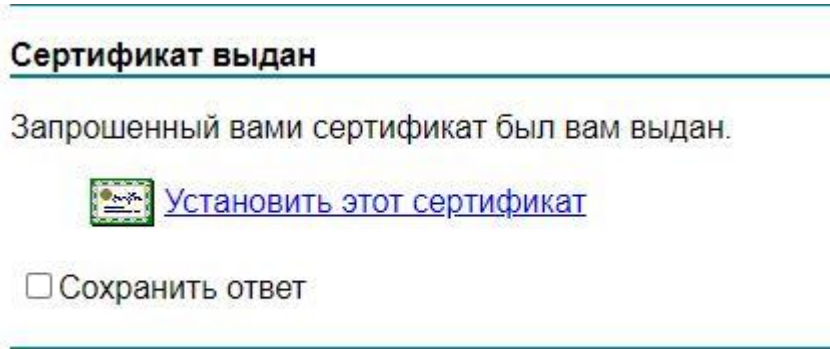 Сертификат выдан
Запрошенный вами сертификат был вам выдан.
Установить этот сертификат
Сохранить ответ